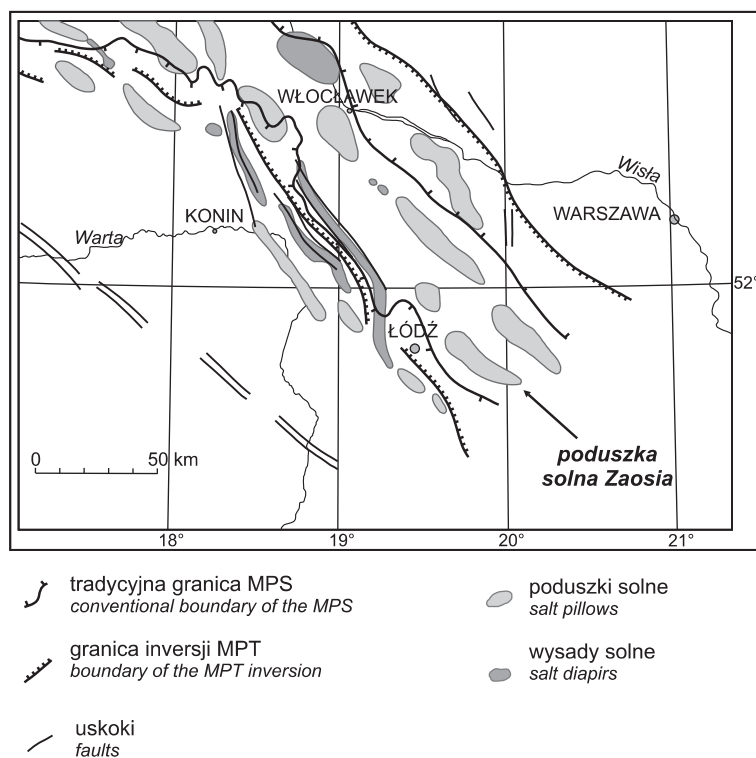 WŁOCŁAWEK
Wisła
WARSZAWA
KONIN
Warta
52°
ŁÓDŹ
0 50 km
poduszka
solna Zaosia
18° 19° 20° 21°
tradycyjna granica MPS
conventional boundary of the MPS
granica inversji MPT
boundary of the MPT inversion
uskoki
faults
poduszki solne
salt pillows
wysady solne
salt diapirs